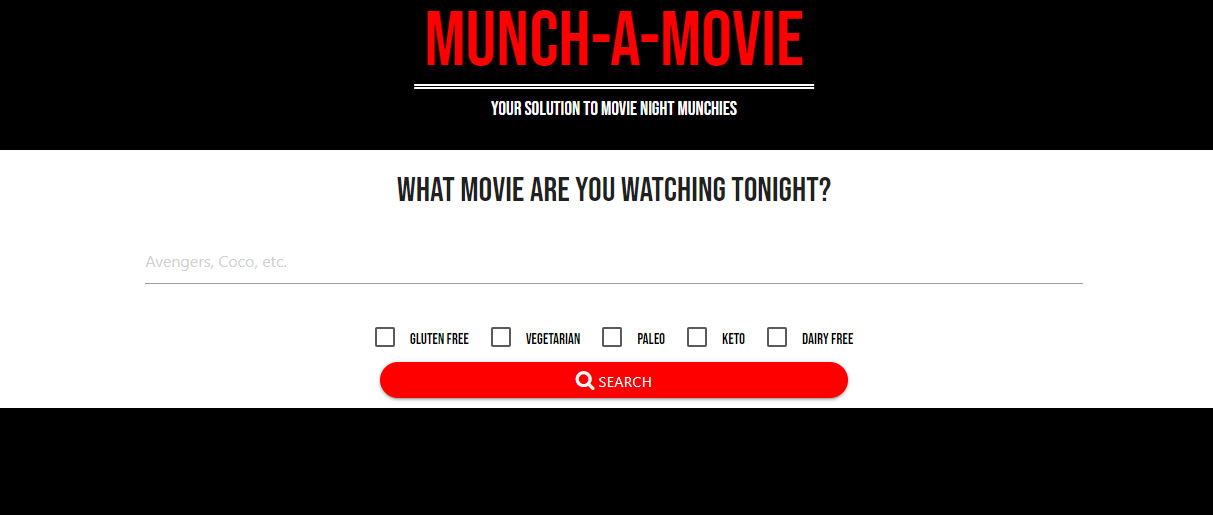 MUNCH-A-MOVIE
YOUR SOLUTION TO MOVIE NIGHT MUNCHIES
WHAT MOVIE ARE YOU WATCHING TONIGHT?
Avengers, Coco, etc.
GLUTEN FREE VEGETARIAN PALEO KETO DAIRY FREE
SEARCH